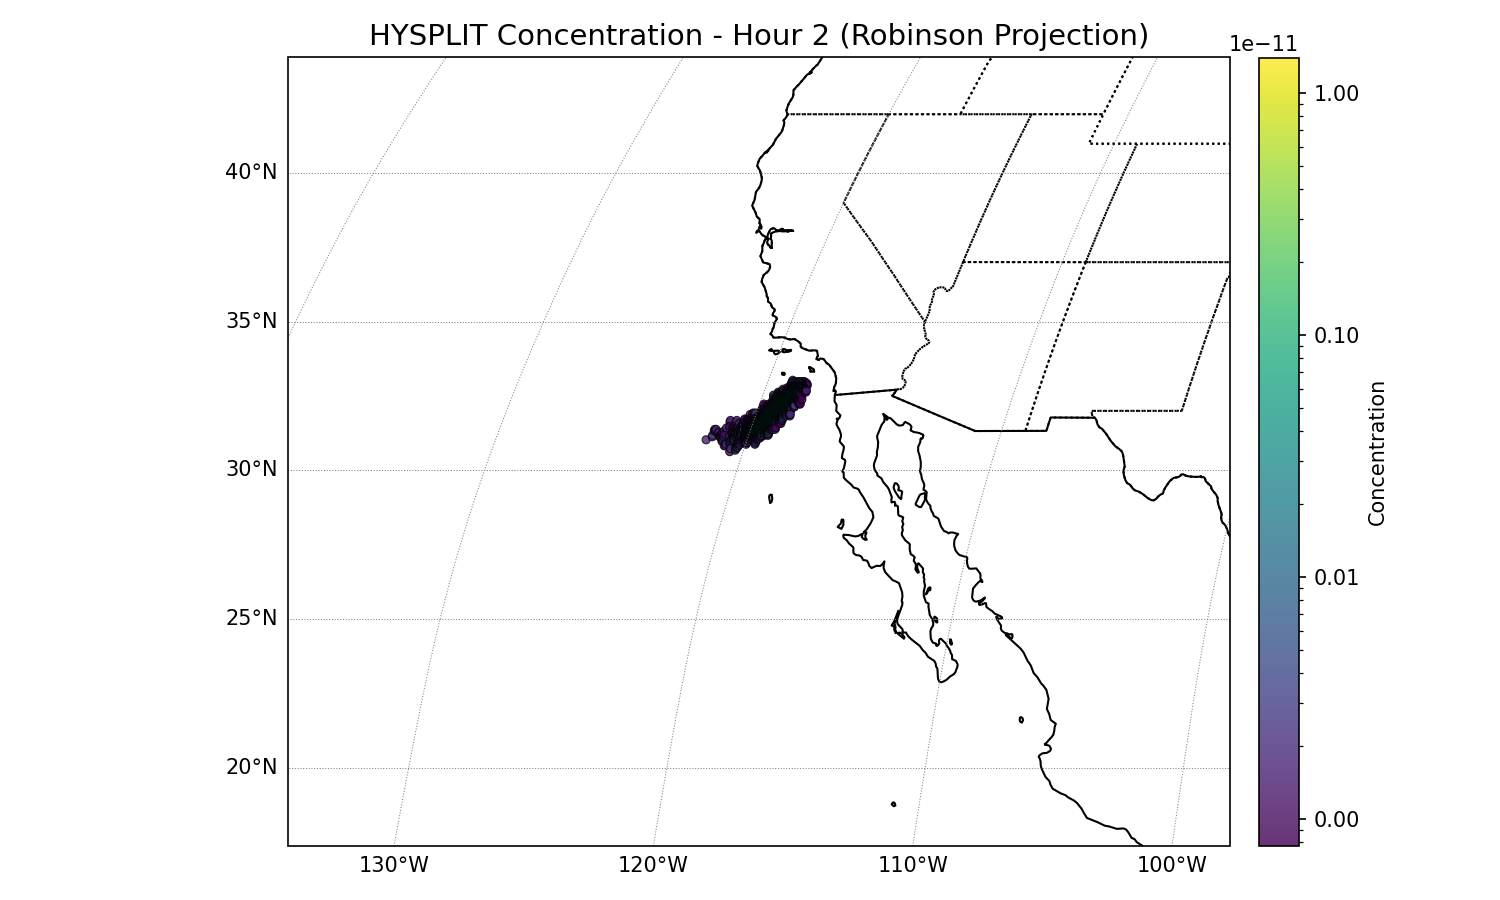 HYSPLIT Concentration - Hour 2 (Robinson Projection)
1e−11
1.00
40°N
35°N
0.10
Concentration
30°N
0.01
25°N
20°N
0.00
130°W 120°W 110°W 100°W